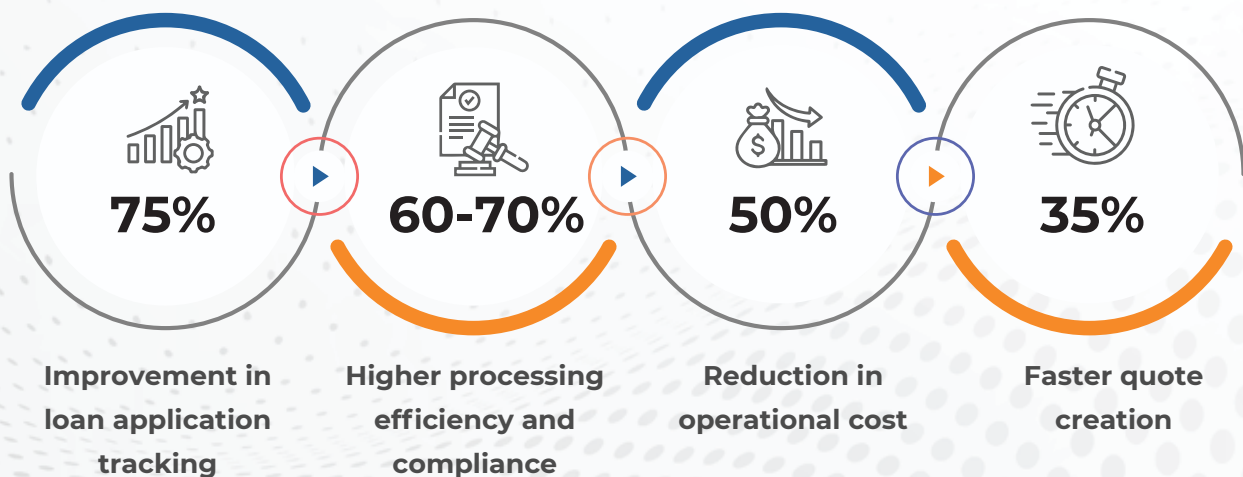 75%
Improvement in
loan application
tracking
60-70%
Higher processing
efficiency and
compliance
$
50%
Reduction in
operational cost
35%
Faster quote
creation